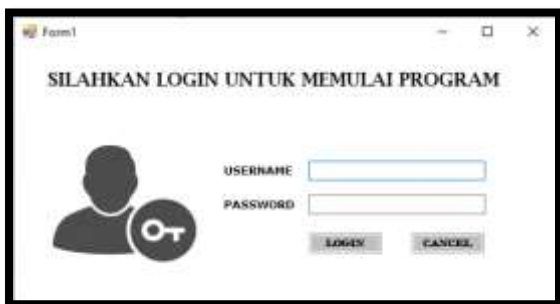 Form1
SILAHKAN LOGIN UNTUK MEMULAI PROGRAM
USERNAME
PASSWORD
LOGIN CANCEL